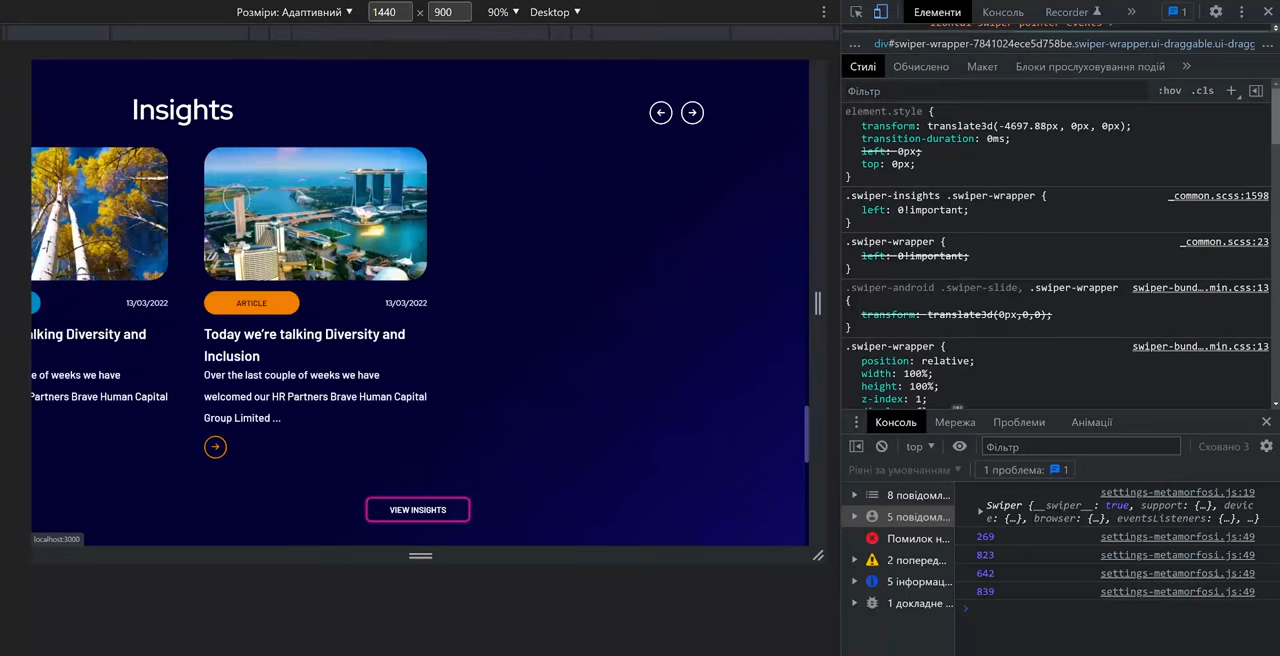 Розміри: Адаптивний ▼ 1440 × 900 90% ▼ Desktop ▼
Insights
13/03/2022
lking Diversity and
e of weeks we have
Partners Brave Human Capital
ARTICLE 13/03/2022
Today we're talking Diversity and
Inclusion
Over the last couple of weeks we have
welcomed our HR Partners Brave Human Capital
Group Limited ...
VIEW INSIGHTS
localhost:3000
Елементи Консоль Recorder 1
... div#swiper-wrapper-7841024ece5d758be.swiper-wrapper.ui-draggable.ui-dragg ...
Стилі Обчислено Макет Блоки прослуховування подій
Фільтр :hov .cls +
element.style {
transform: translate3d(-4697.88px, 0px, 0px);
transition-duration: 0ms;
left: 0px;
top: 0px;
}
.swiper-insights .swiper-wrapper { _common.scss:1598
left: 0!important;
}
.swiper-wrapper { _common.scss:23
left: 0!important;
}
.swiper-android .swiper-slide, .swiper-wrapper swiper-bund….min.css:13
{
transform: translate3d(0px,0,0);
}
.swiper-wrapper { swiper-bund….min.css:13
position: relative;
width: 100%;
height: 100%;
z-index: 1;
Консоль Мережа Проблеми Анімації
top ▼ Фільтр Сховано 3
Рівні за умовчанням ▼ 1 проблема: 1
8 повідомл...
5 повідомл...
Помилок н...
2 поперед...
5 інформац...
1 докладне ...
settings-metamorfosi.js:19
Swiper {__swiper__: true, support: {…}, devic
e: {…}, browser: {…}, eventsListeners: {…}, …}
269 settings-metamorfosi.js:49
823 settings-metamorfosi.js:49
642 settings-metamorfosi.js:49
839 settings-metamorfosi.js:49